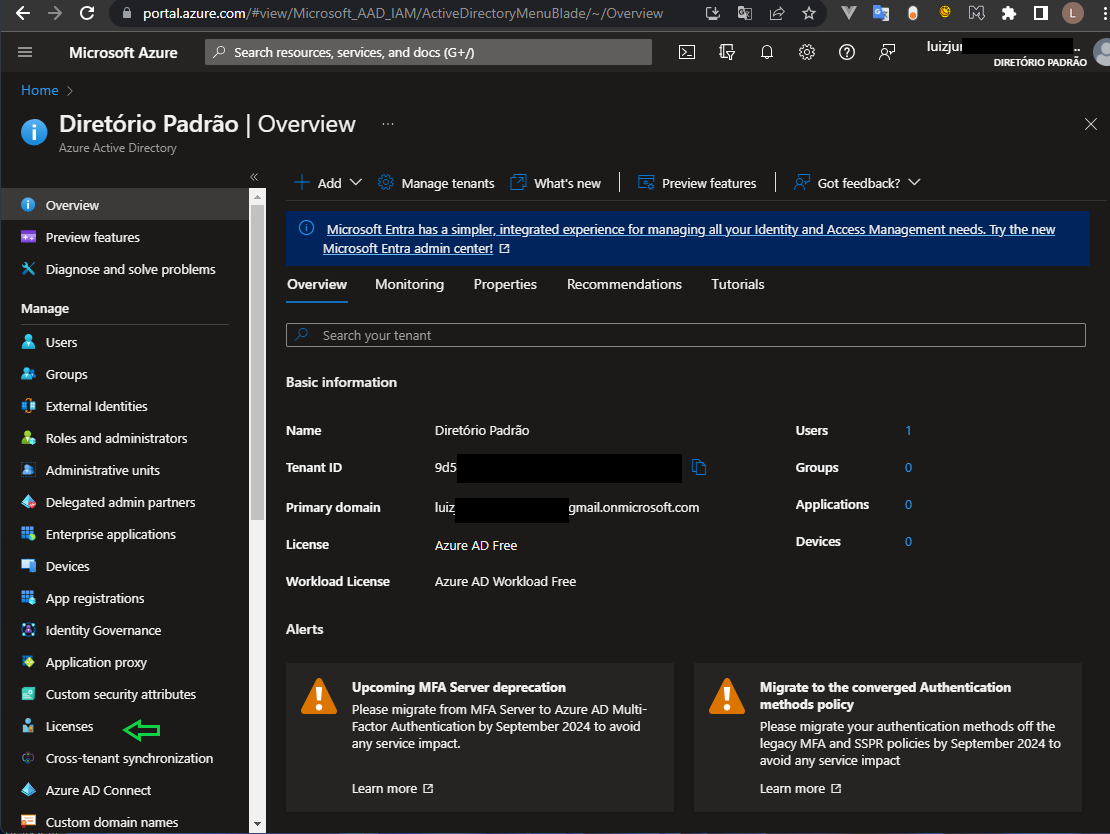 portal.azure.com/#view/Microsoft_AAD_IAM/ActiveDirectoryMenuBlade/~/Overview
L
Microsoft Azure
Search resources, services, and docs (G+/)
luizjur
...
DIRETÓRIO PADRÃO
Home >
Diretório Padrão | Overview ...
Azure Active Directory
«
Overview
Preview features
Diagnose and solve problems
Manage
Users
Groups
External Identities
Roles and administrators
Administrative units
Delegated admin partners
Enterprise applications
Devices
App registrations
Identity Governance
Application proxy
Custom security attributes
Licenses
Cross-tenant synchronization
Azure AD Connect
Custom domain names
Add
Manage tenants
What's new
Preview features
Got feedback?
Microsoft Entra has a simpler, integrated experience for managing all your Identity and Access Management needs. Try the new
Microsoft Entra admin center!
Overview
Monitoring
Properties
Recommendations
Tutorials
Search your tenant
Basic information
Name Diretório Padrão
Tenant ID 9d5
Primary domain luizj gmail.onmicrosoft.com
License Azure AD Free
Workload License Azure AD Workload Free
Users 1
Groups 0
Applications 0
Devices 0
Alerts
Upcoming MFA Server deprecation
Please migrate from MFA Server to Azure AD Multi-
Factor Authentication by September 2024 to avoid
any service impact.
Learn more
Migrate to the converged Authentication
methods policy
Please migrate your authentication methods off the
legacy MFA and SSPR policies by September 2024 to
avoid any service impact
Learn more